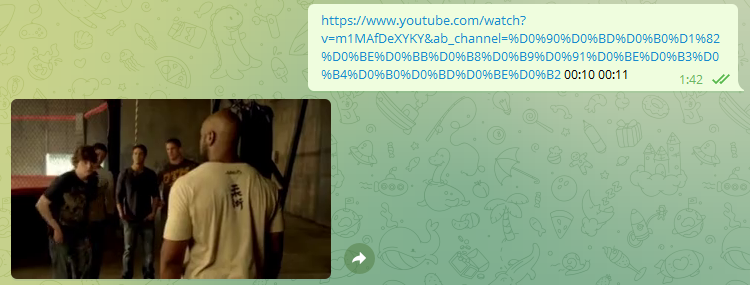 https://www.youtube.com/watch?
v=m1MAfDeXYKY&ab_channel=%D0%90%D0%BD%D0%B0%D1%82
%D0%BE%D0%BB%D0%B8%D0%B9%D0%91%D0%BE%D0%B3%D0
%B4%D0%B0%D0%BD%D0%BE%D0%B2 00:10 00:11
1:42